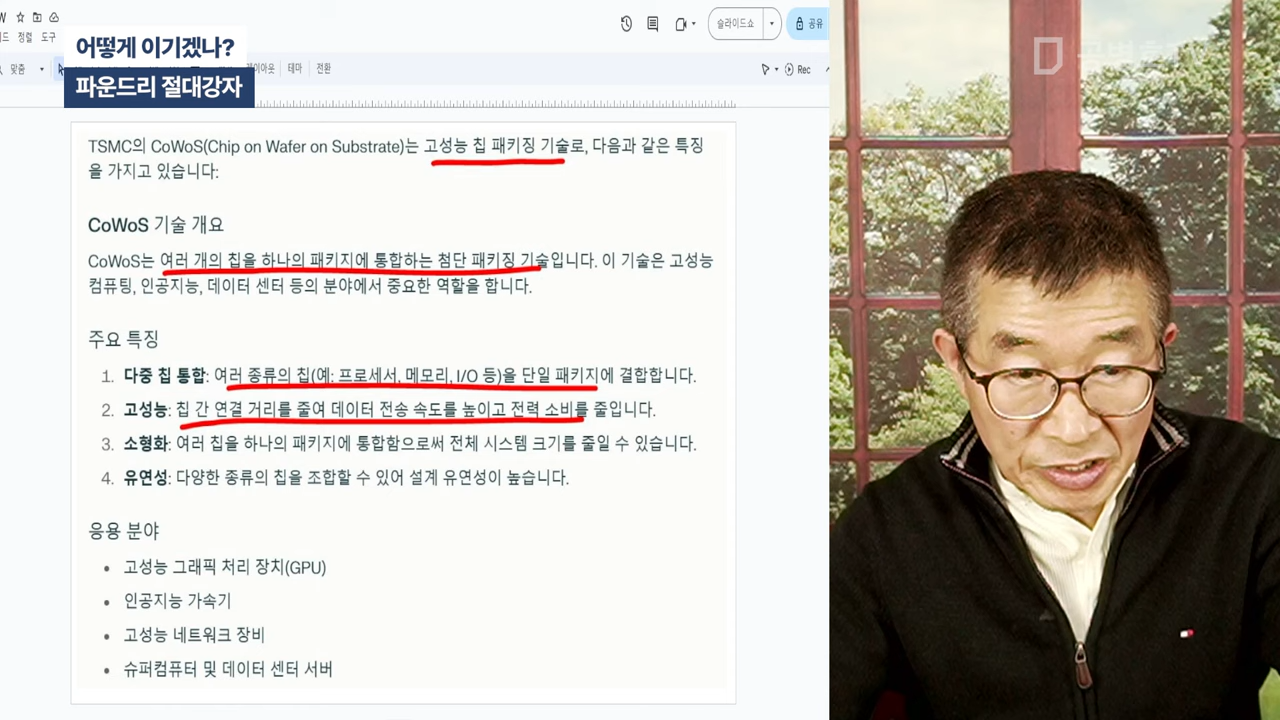 W
드 정렬 도구
어떻게 이기겠나?
파운드리 절대강자
슬라이드쇼
공유
맞춤
테마 전환
Rec
TSMC의 CoWoS(Chip on Wafer on Substrate)는 고성능 칩 패키징 기술로, 다음과 같은 특징
을 가지고 있습니다:
CoWoS 기술 개요
CoWoS는 여러 개의 칩을 하나의 패키지에 통합하는 첨단 패키징 기술입니다. 이 기술은 고성능
컴퓨팅, 인공지능, 데이터 센터 등의 분야에서 중요한 역할을 합니다.
주요 특징
1. 다중 칩 통합: 여러 종류의 칩(예: 프로세서, 메모리, I/O 등)을 단일 패키지에 결합합니다.
2. 고성능: 칩 간 연결 거리를 줄여 데이터 전송 속도를 높이고 전력 소비를 줄입니다.
3. 소형화: 여러 칩을 하나의 패키지에 통합함으로써 전체 시스템 크기를 줄일 수 있습니다.
4. 유연성: 다양한 종류의 칩을 조합할 수 있어 설계 유연성이 높습니다.
응용 분야
• 고성능 그래픽 처리 장치(GPU)
• 인공지능 가속기
• 고성능 네트워크 장비
• 슈퍼컴퓨터 및 데이터 센터 서버